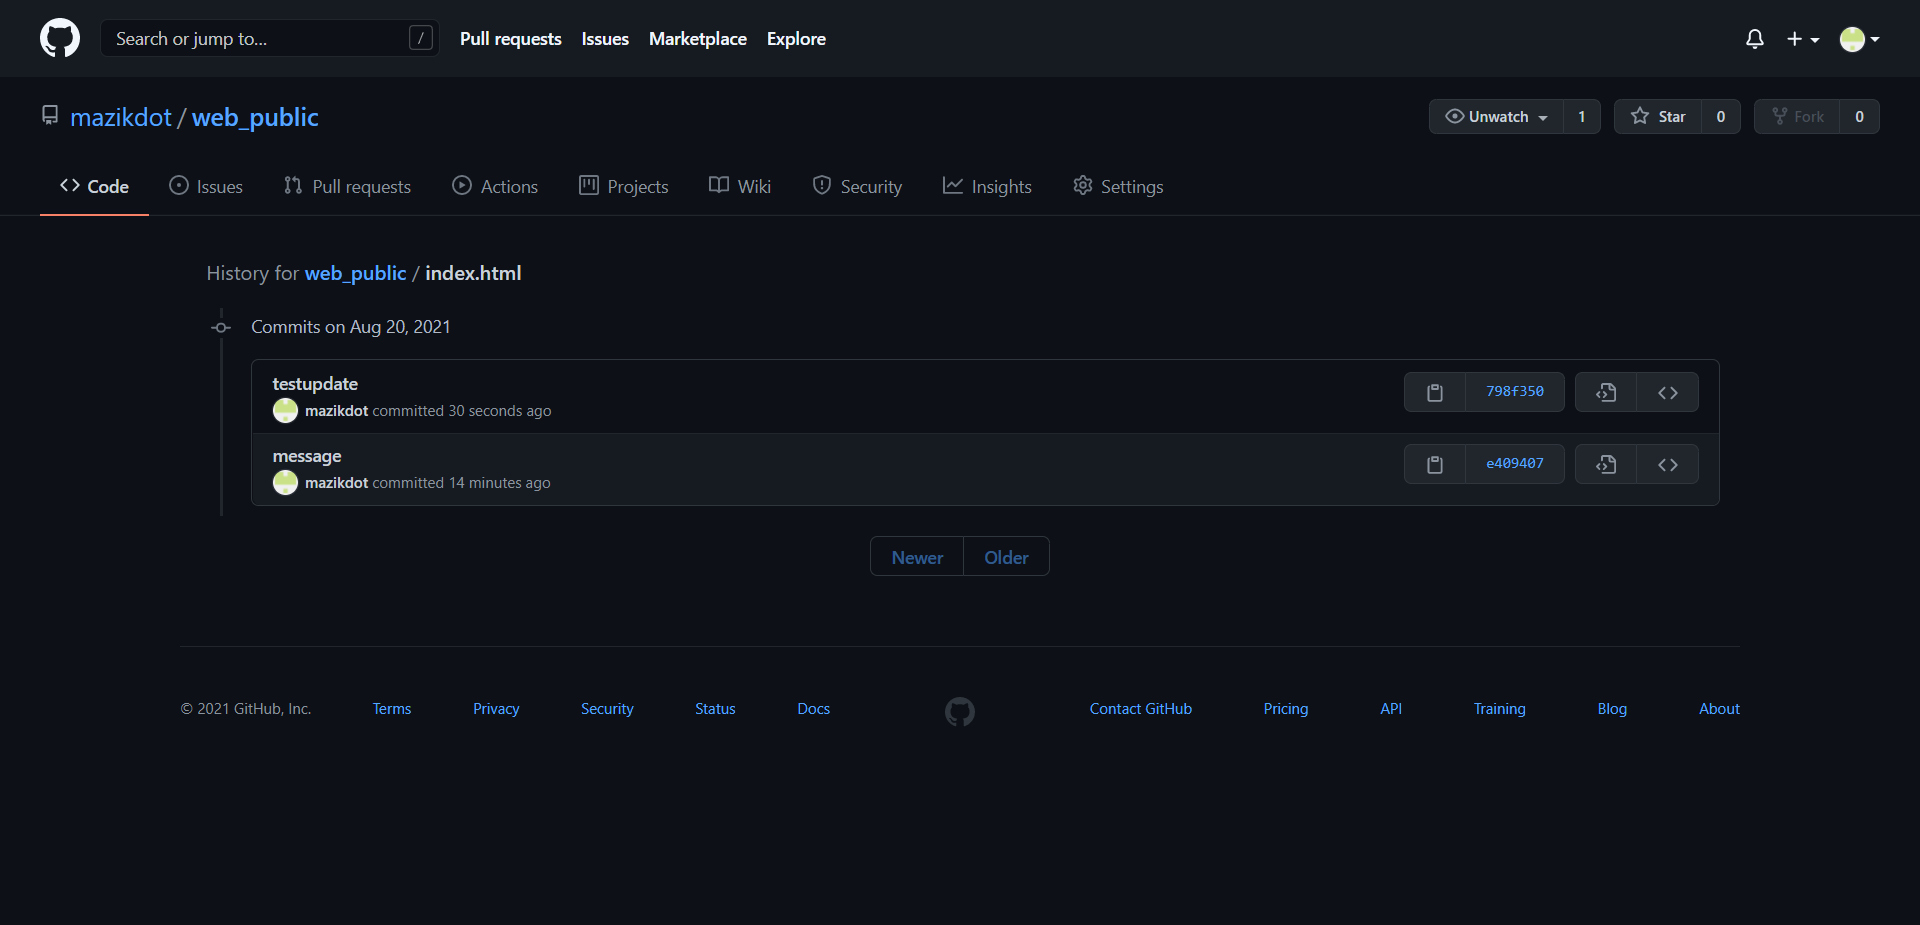 Search or jump to... /
Pull requests Issues Marketplace Explore
mazikdot / web_public
Unwatch 1 Star 0 Fork 0
Code Issues Pull requests Actions Projects Wiki Security Insights Settings
History for web_public / index.html
Commits on Aug 20, 2021
testupdate
mazikdot committed 30 seconds ago
798f350
message
mazikdot committed 14 minutes ago
e409407
Newer Older
© 2021 GitHub, Inc. Terms Privacy Security Status Docs Contact GitHub Pricing API Training Blog About